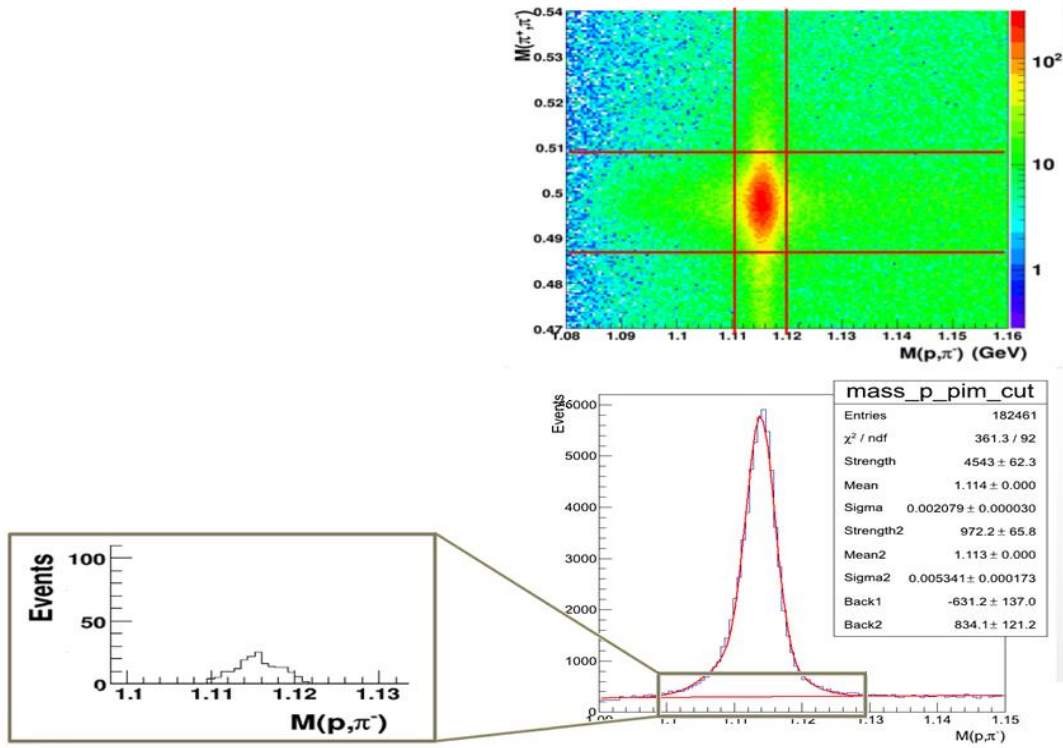 M(π⁺,π⁻)
0.54
0.53
0.52
0.51
0.5
0.49
0.48
0.47
10²
10
1
1.08 1.09 1.1 1.11 1.12 1.13 1.14 1.15 1.16
M(p,π⁻) (GeV)
Events
6000
5000
4000
3000
2000
1000
0
1.09 1.1 1.11 1.12 1.13 1.14 1.15
M(p,π⁻)
mass_p_pim_cut
Entries 182461
χ² / ndf 361.3 / 92
Strength 4543 ± 62.3
Mean 1.114 ± 0.000
Sigma 0.002079 ± 0.000030
Strength2 972.2 ± 65.8
Mean2 1.113 ± 0.000
Sigma2 0.005341 ± 0.000173
Back1 -631.2 ± 137.0
Back2 834.1 ± 121.2
Events
100
50
0
1.1 1.11 1.12 1.13
M(p,π⁻)